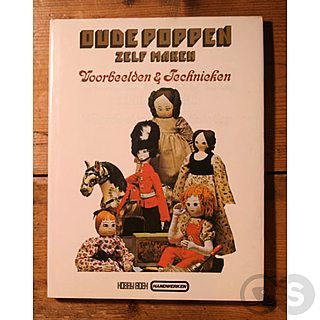 OUDE POPPEN
ZELF MAKEN
Voorbeelden & Technieken
HOBBY BOEK HANDWERKEN